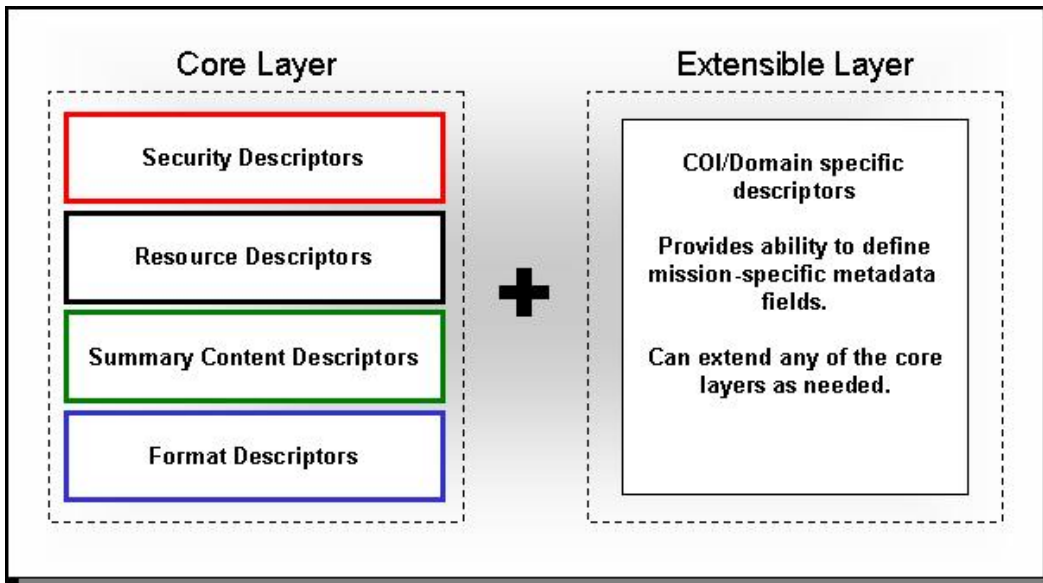 Core Layer
Security Descriptors
Resource Descriptors
Summary Content Descriptors
Format Descriptors
+
Extensible Layer
COI/Domain specific
descriptors
Provides ability to define
mission-specific metadata
fields.
Can extend any of the core
layers as needed.